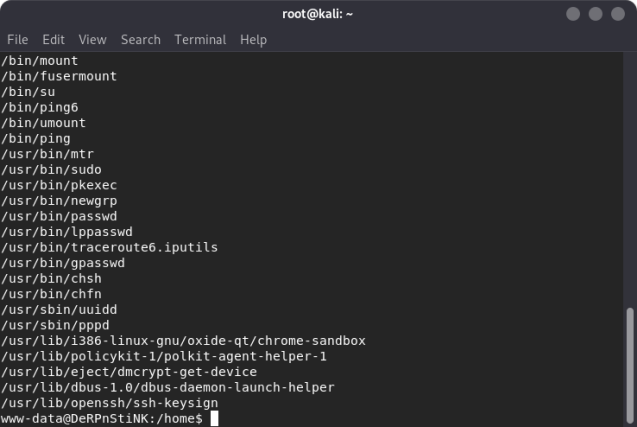 root@kali: ~
File Edit View Search Terminal Help
/bin/mount
/bin/fusermount
/bin/su
/bin/ping6
/bin/umount
/bin/ping
/usr/bin/mtr
/usr/bin/sudo
/usr/bin/pkexec
/usr/bin/newgrp
/usr/bin/passwd
/usr/bin/lppasswd
/usr/bin/traceroute6.iputils
/usr/bin/gpasswd
/usr/bin/chsh
/usr/bin/chfn
/usr/sbin/uuidd
/usr/sbin/pppd
/usr/lib/i386-linux-gnu/oxide-qt/chrome-sandbox
/usr/lib/policykit-1/polkit-agent-helper-1
/usr/lib/eject/dmcrypt-get-device
/usr/lib/dbus-1.0/dbus-daemon-launch-helper
/usr/lib/openssh/ssh-keysign
www-data@DeRPnStiNK:/home$